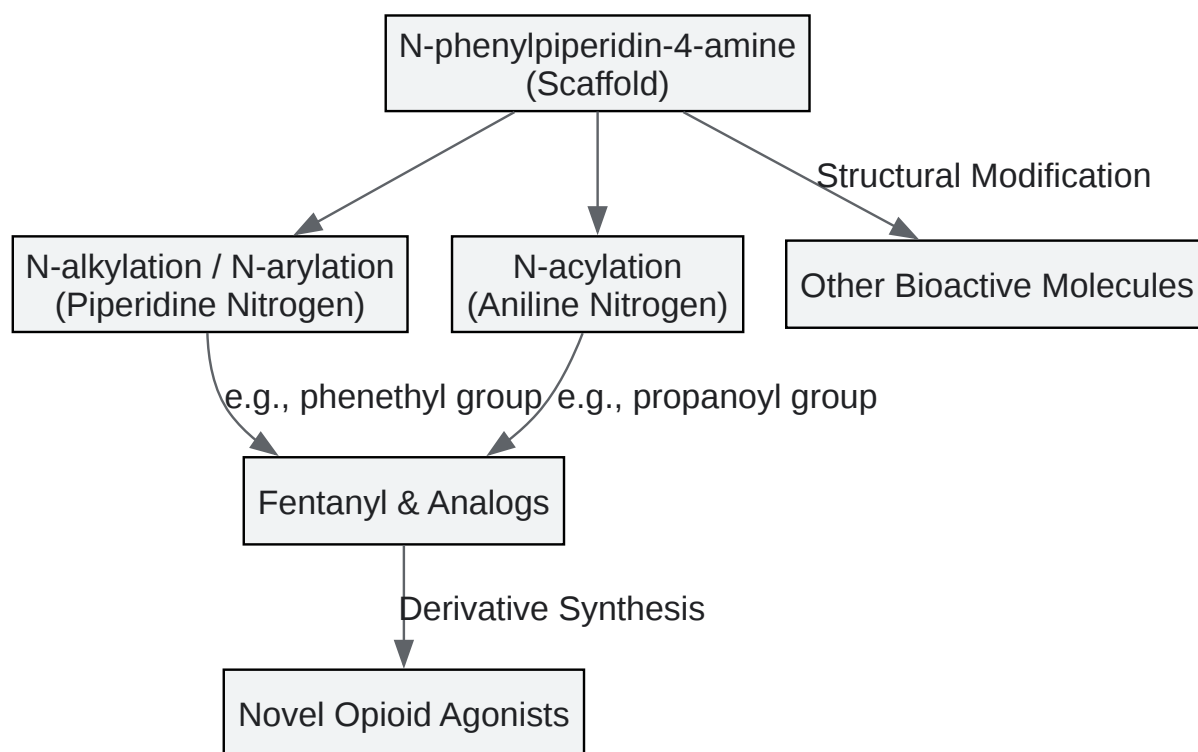 N-phenylpiperidin-4-amine
(Scaffold)
Structural Modification
N-alkylation / N-arylation
(Piperidine Nitrogen)
N-acylation
(Aniline Nitrogen)
Other Bioactive Molecules
e.g., phenethyl group
e.g., propanoyl group
Fentanyl & Analogs
Derivative Synthesis
Novel Opioid Agonists